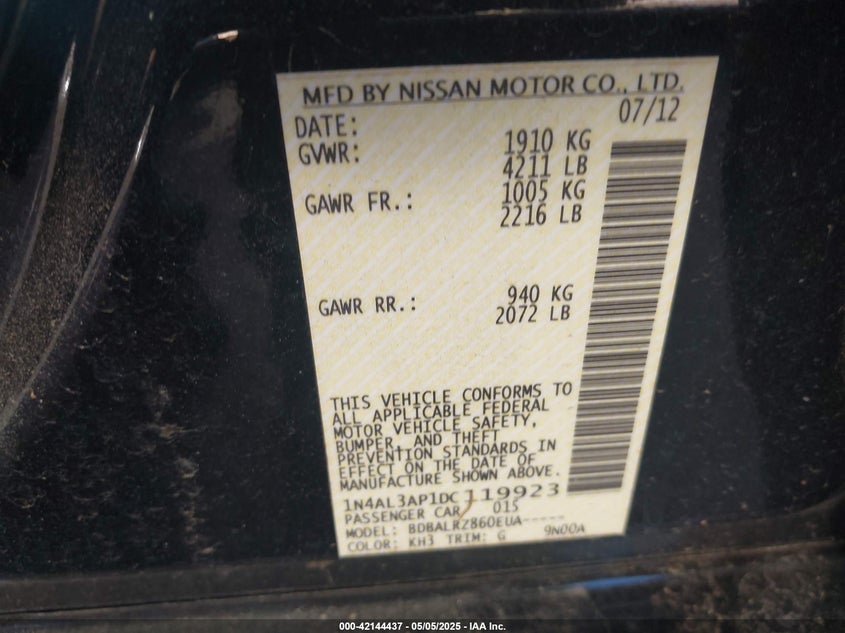 MFD BY NISSAN MOTOR CO., LTD.
DATE: 07/12
GVWR: 1910 KG
4211 LB
GAWR FR.: 1005 KG
2216 LB
GAWR RR.: 940 KG
2072 LB
THIS VEHICLE CONFORMS TO
ALL APPLICABLE FEDERAL
MOTOR VEHICLE SAFETY,
BUMPER, AND THEFT
PREVENTION STANDARDS IN
EFFECT ON THE DATE OF
MANUFACTURE SHOWN ABOVE.
1N4AL3AP1DC119923
PASSENGER CAR 015
MODEL: BDBALRZ860EUA-----
COLOR: KH3 TRIM: G 9N00A
000-42144437 - 05/05/2025 - IAA Inc.